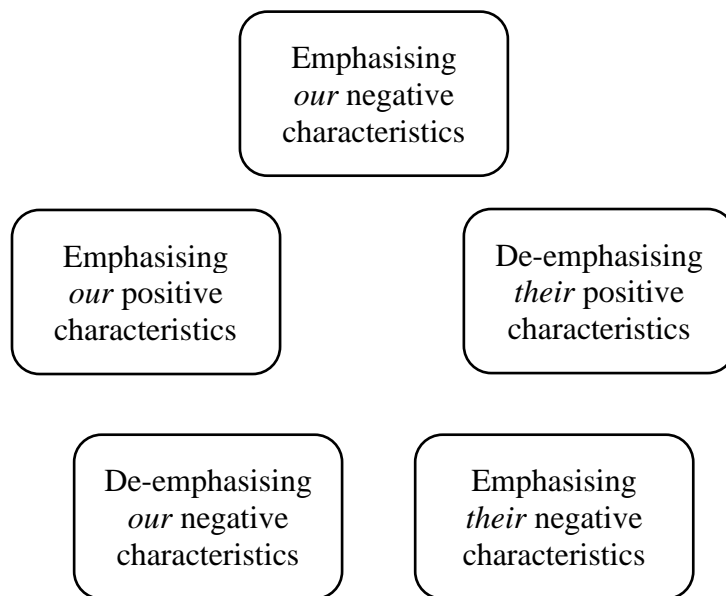 Emphasising
our negative
characteristics
Emphasising
our positive
characteristics
De-emphasising
their positive
characteristics
De-emphasising
our negative
characteristics
Emphasising
their negative
characteristics